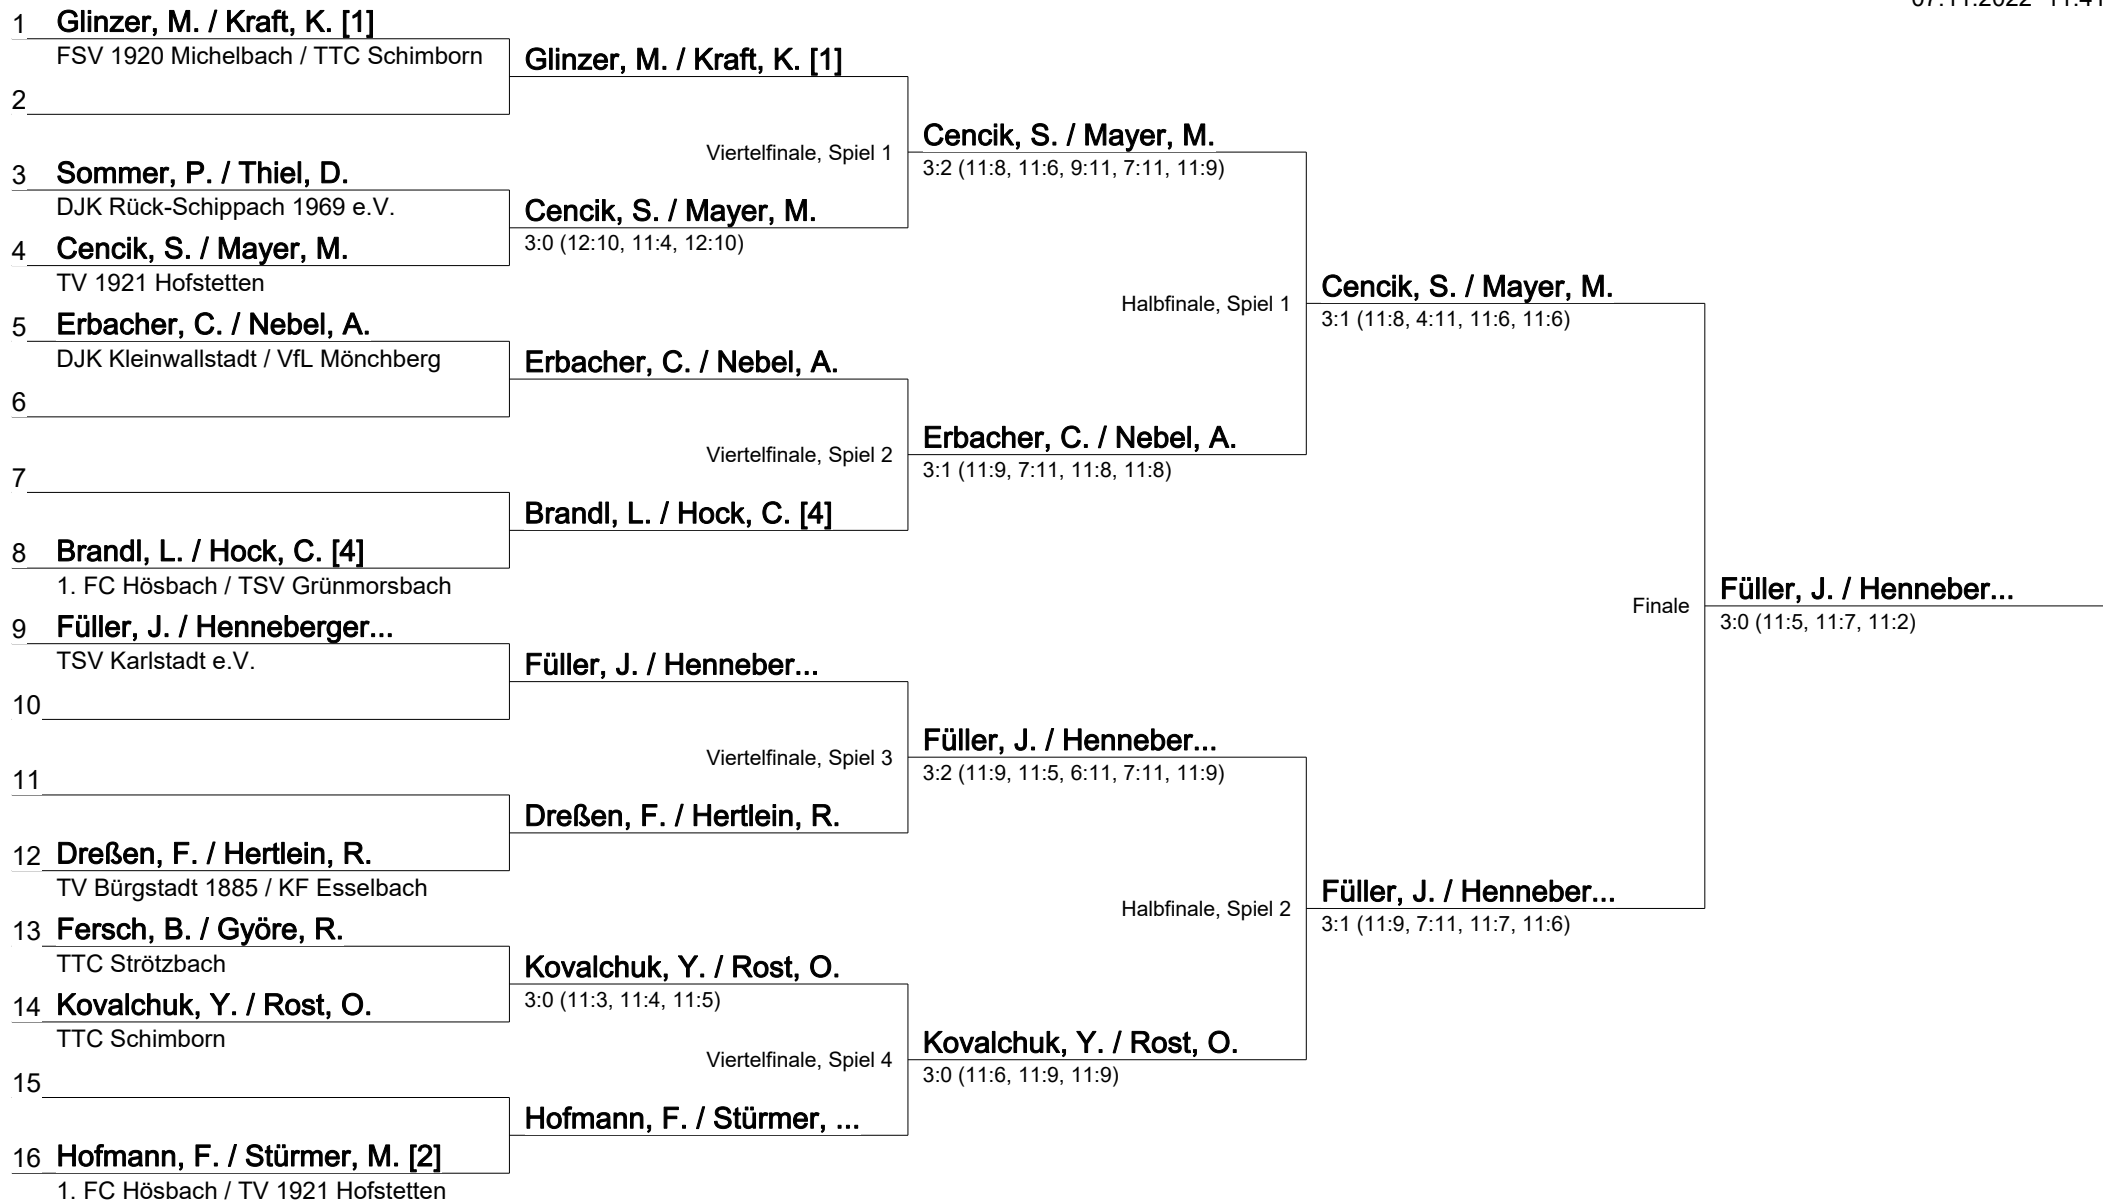 07.11.2022 11:41
1 Glinzer, M. / Kraft, K. [1]
FSV 1920 Michelbach / TTC Schimborn
Glinzer, M. / Kraft, K. [1]
2
Viertelfinale, Spiel 1
Cencik, S. / Mayer, M.
3:2 (11:8, 11:6, 9:11, 7:11, 11:9)
3 Sommer, P. / Thiel, D.
DJK Rück-Schippach 1969 e.V.
Cencik, S. / Mayer, M.
3:0 (12:10, 11:4, 12:10)
4 Cencik, S. / Mayer, M.
TV 1921 Hofstetten
Halbfinale, Spiel 1
Cencik, S. / Mayer, M.
3:1 (11:8, 4:11, 11:6, 11:6)
5 Erbacher, C. / Nebel, A.
DJK Kleinwallstadt / VfL Mönchberg
Erbacher, C. / Nebel, A.
6
Viertelfinale, Spiel 2
Erbacher, C. / Nebel, A.
3:1 (11:9, 7:11, 11:8, 11:8)
7
Brandl, L. / Hock, C. [4]
8 Brandl, L. / Hock, C. [4]
1. FC Hösbach / TSV Grünmorsbach
Finale
Füller, J. / Henneber...
3:0 (11:5, 11:7, 11:2)
9 Füller, J. / Henneberger...
TSV Karlstadt e.V.
Füller, J. / Henneber...
10
Viertelfinale, Spiel 3
Füller, J. / Henneber...
3:2 (11:9, 11:5, 6:11, 7:11, 11:9)
11
Dreßen, F. / Hertlein, R.
12 Dreßen, F. / Hertlein, R.
TV Bürgstadt 1885 / KF Esselbach
Halbfinale, Spiel 2
Füller, J. / Henneber...
3:1 (11:9, 7:11, 11:7, 11:6)
13 Fersch, B. / Györe, R.
TTC Strötzbach
Kovalchuk, Y. / Rost, O.
3:0 (11:3, 11:4, 11:5)
14 Kovalchuk, Y. / Rost, O.
TTC Schimborn
Viertelfinale, Spiel 4
Kovalchuk, Y. / Rost, O.
3:0 (11:6, 11:9, 11:9)
15
Hofmann, F. / Stürmer, ...
16 Hofmann, F. / Stürmer, M. [2]
1. FC Hösbach / TV 1921 Hofstetten